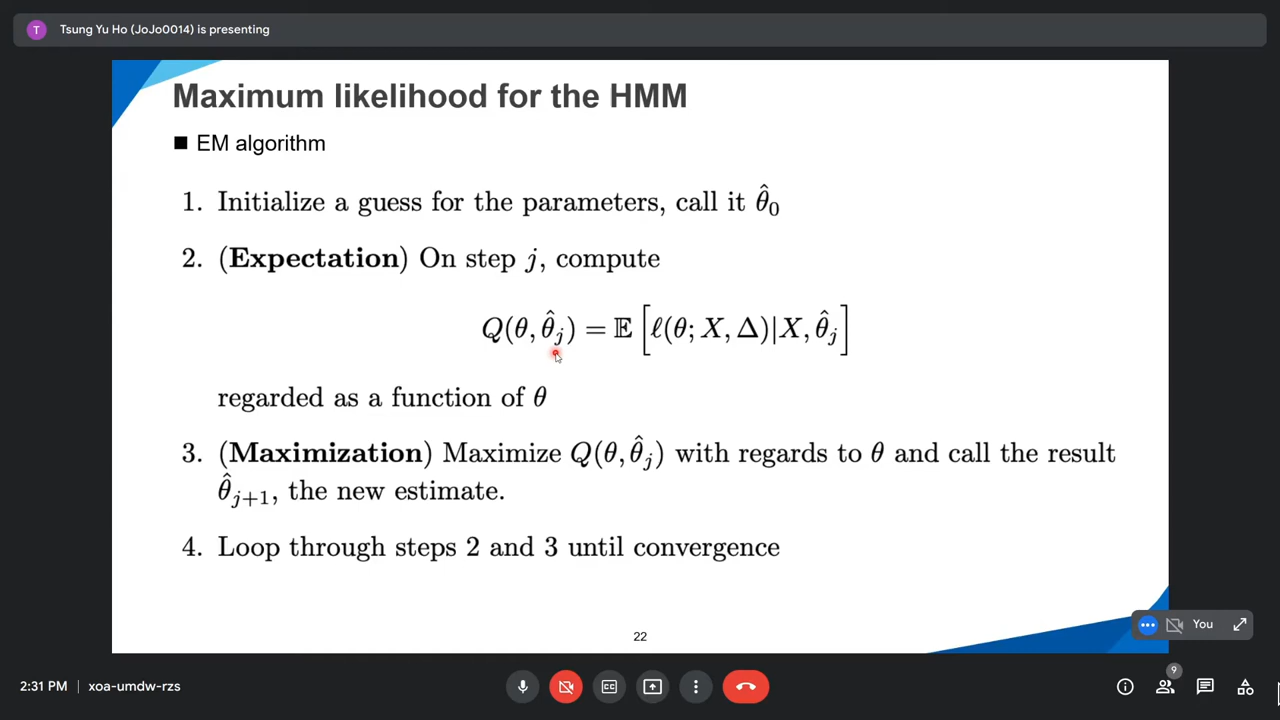 T
Tsung Yu Ho (JoJo0014) is presenting
Maximum likelihood for the HMM
■ EM algorithm
1. Initialize a guess for the parameters, call it θ̂₀
2. (Expectation) On step j, compute
Q(θ, θ̂ⱼ) = 𝔼 [ℓ(θ; X, Δ)|X, θ̂ⱼ]
regarded as a function of θ
3. (Maximization) Maximize Q(θ, θ̂ⱼ) with regards to θ and call the result
θ̂ⱼ₊₁, the new estimate.
4. Loop through steps 2 and 3 until convergence
22
You
2:31 PM
xoa-umdw-rzs
CC
9